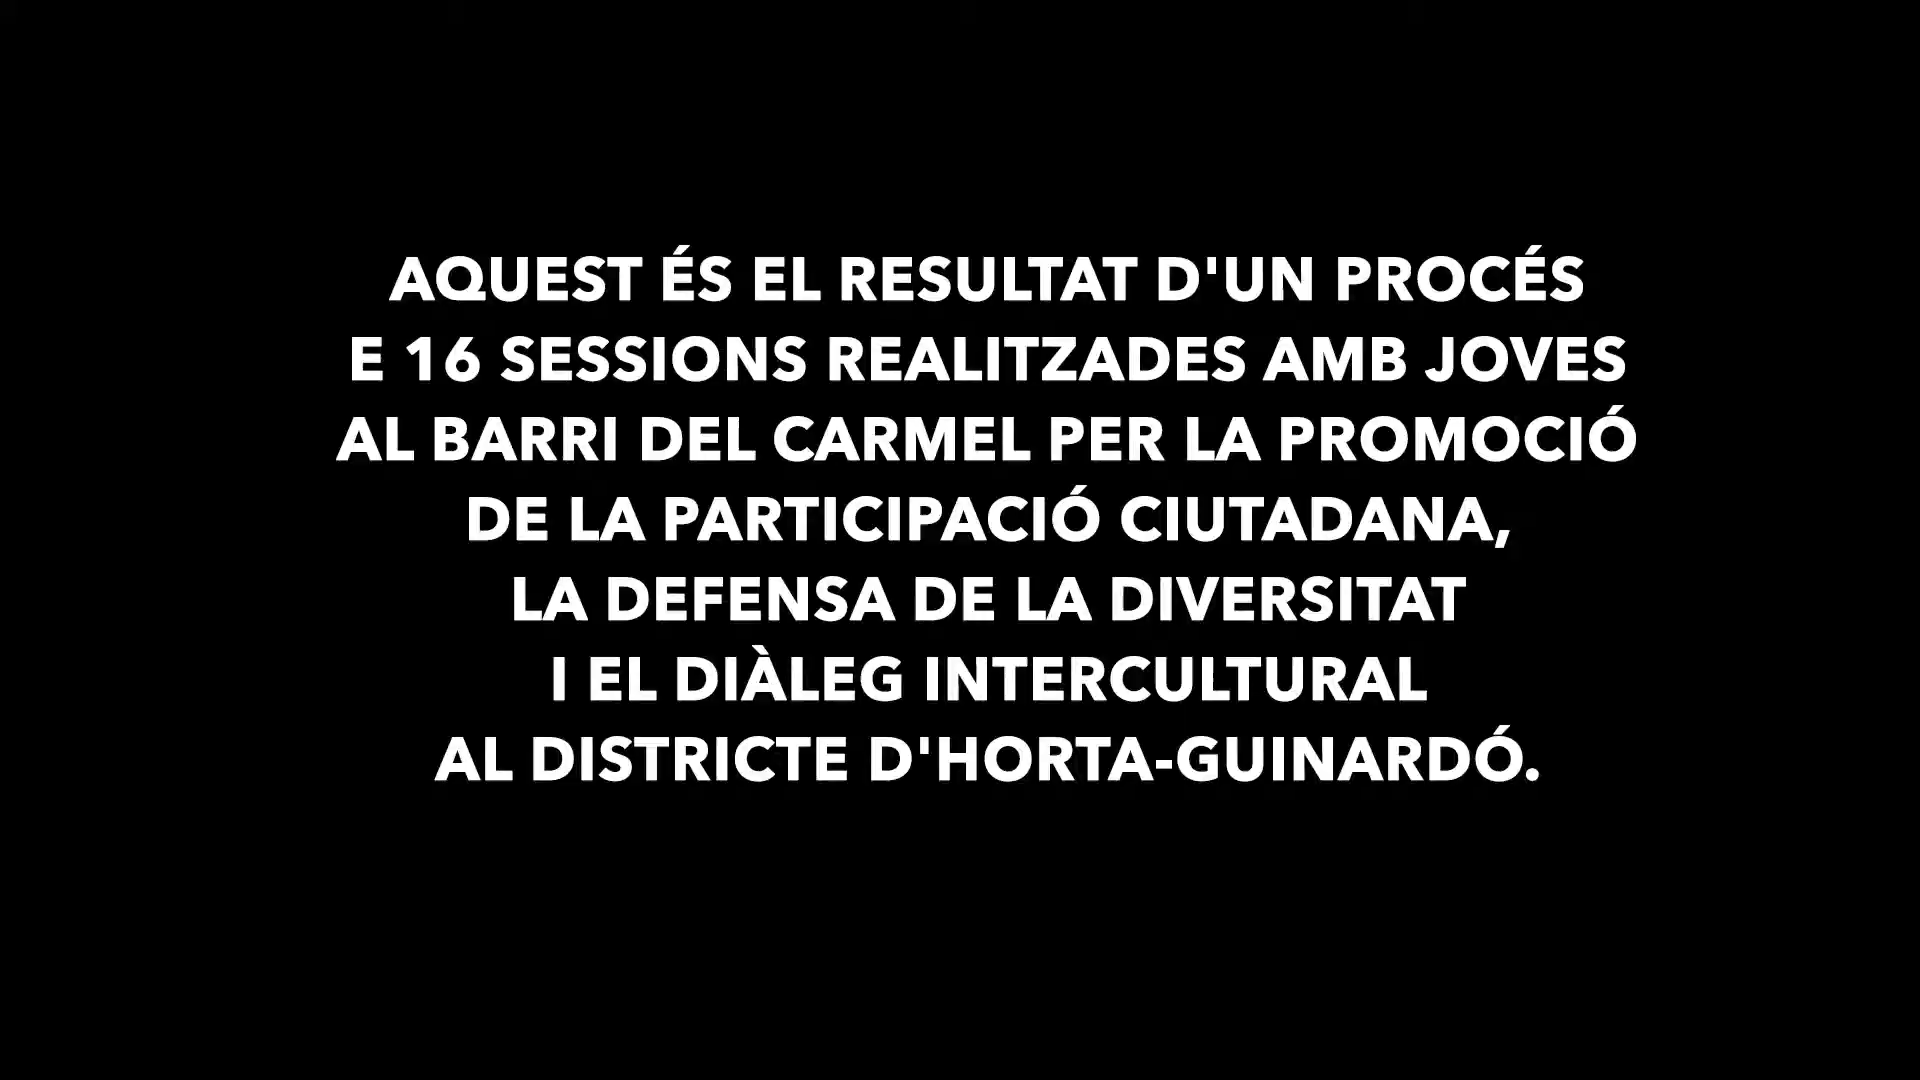 AQUEST ÉS EL RESULTAT D'UN PROCÉS
E 16 SESSIONS REALITZADES AMB JOVES
AL BARRI DEL CARMEL PER LA PROMOCIÓ
DE LA PARTICIPACIÓ CIUTADANA,
LA DEFENSA DE LA DIVERSITAT
I EL DIÀLEG INTERCULTURAL
AL DISTRICTE D'HORTA-GUINARDÓ.